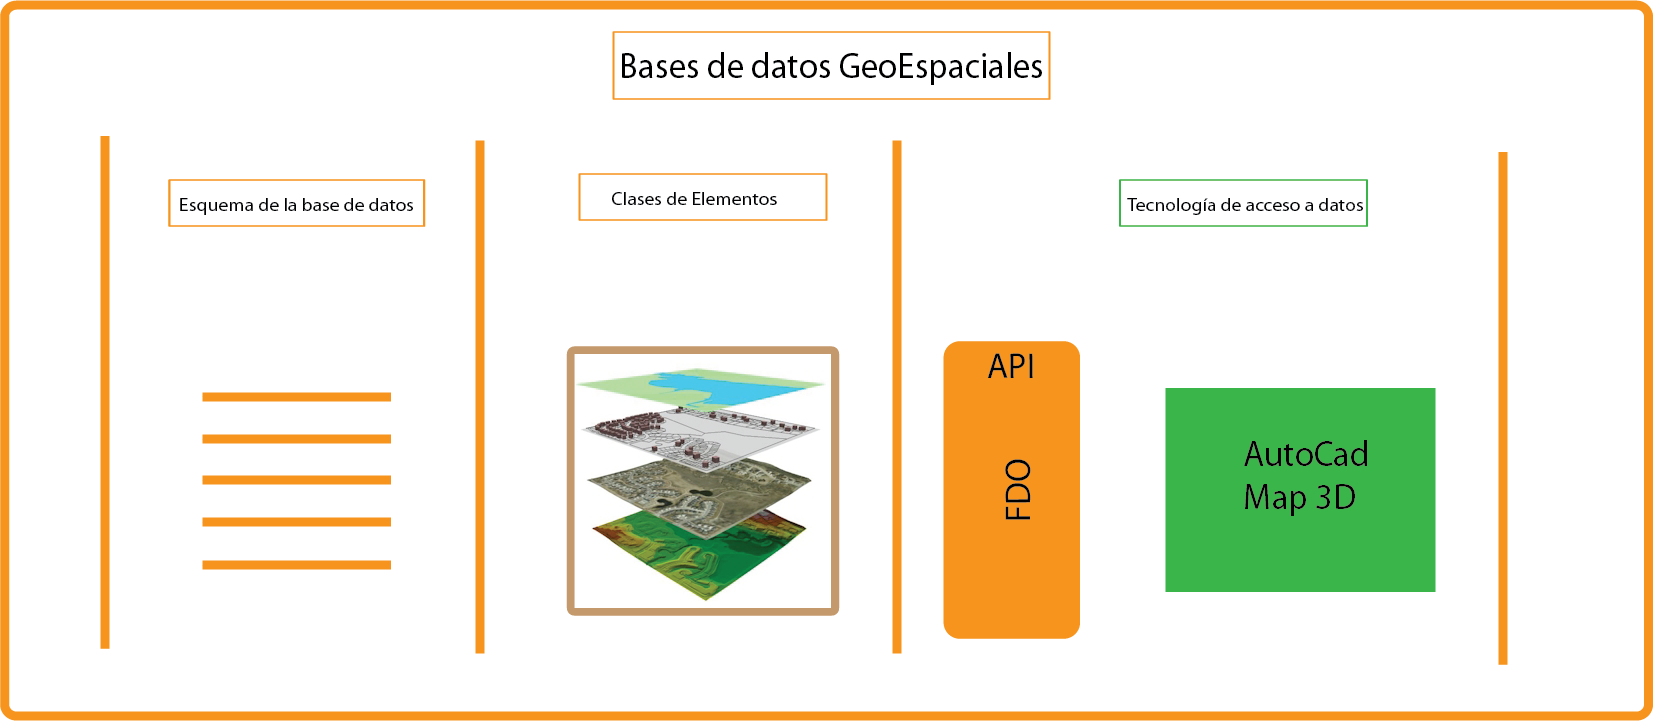 Bases de datos GeoEspaciales
Esquema de la base de datos
Clases de Elementos
Tecnología de acceso a datos
API
FDO
AutoCad
Map 3D